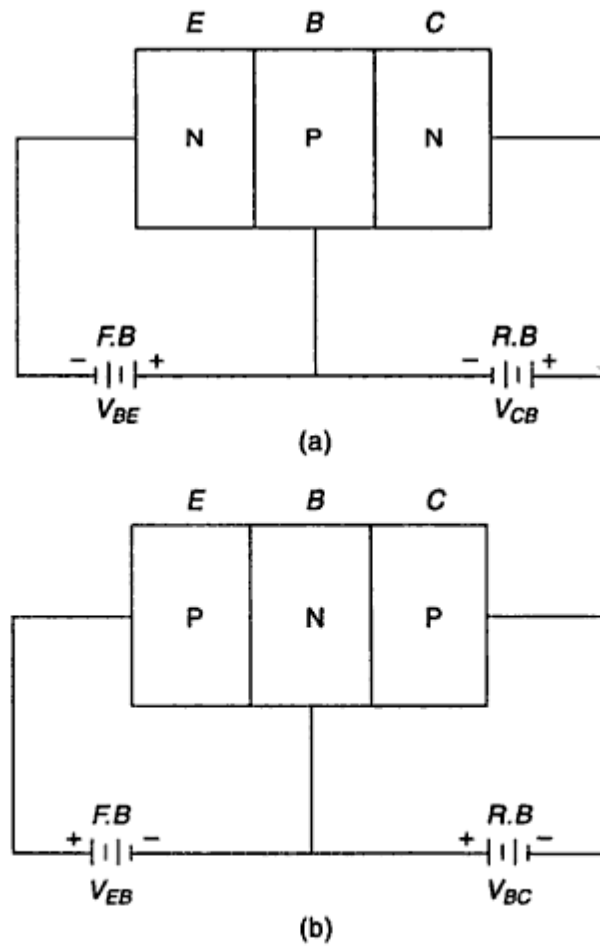 E B C
N P N
F.B R.B
− + − +
V_BE V_CB
(a)
E B C
P N P
F.B R.B
+ − + −
V_EB V_BC
(b)